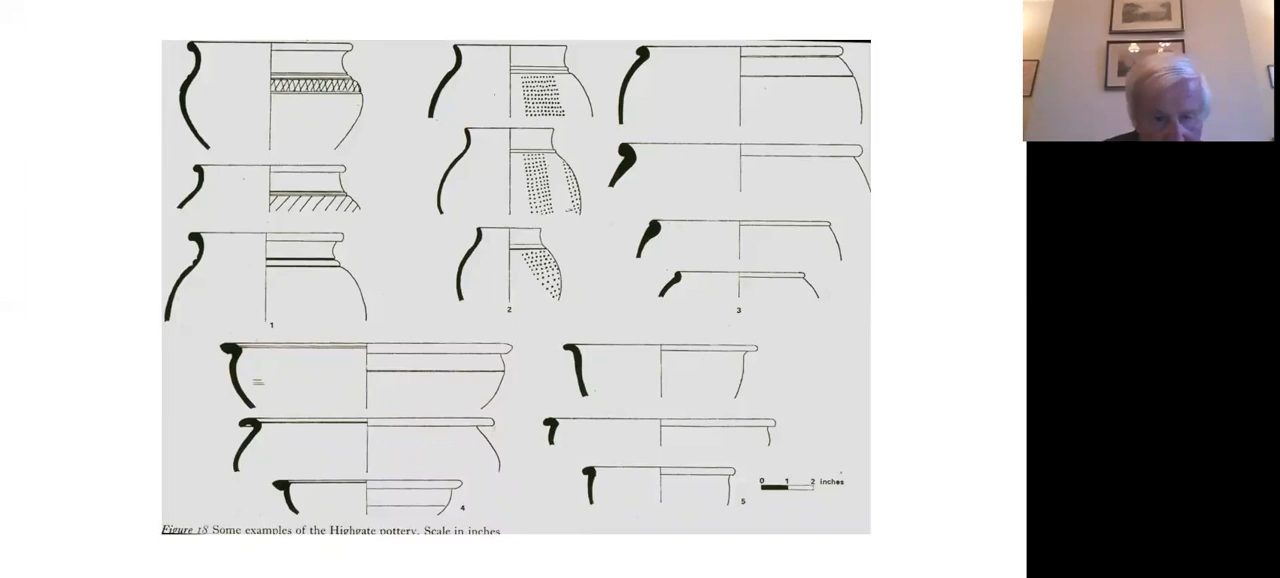 1
2
3
4
5
0 1 2 inches
Figure 18 Some examples of the Highgate pottery. Scale in inches